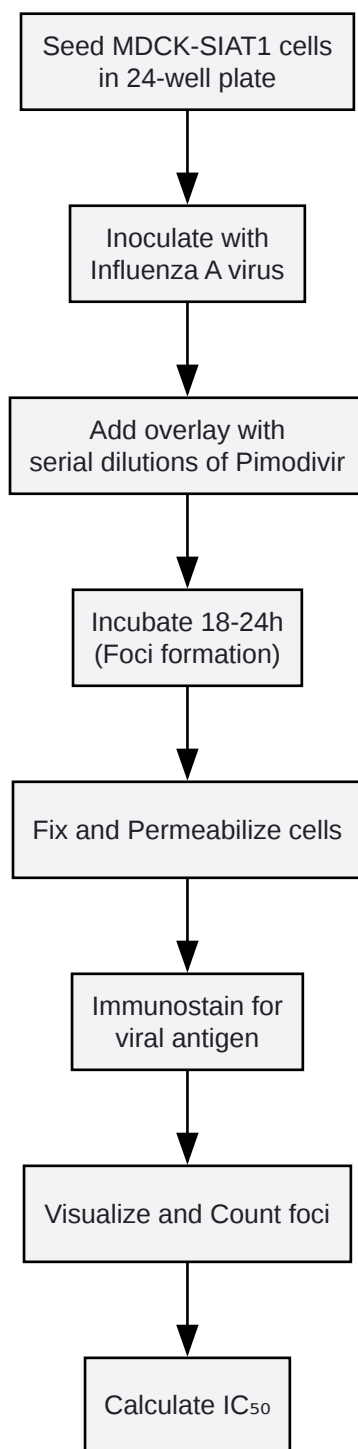 Seed MDCK-SIAT1 cells
in 24-well plate
Inoculate with
Influenza A virus
Add overlay with
serial dilutions of Pimodivir
Incubate 18-24h
(Foci formation)
Fix and Permeabilize cells
Immunostain for
viral antigen
Visualize and Count foci
Calculate IC₅₀